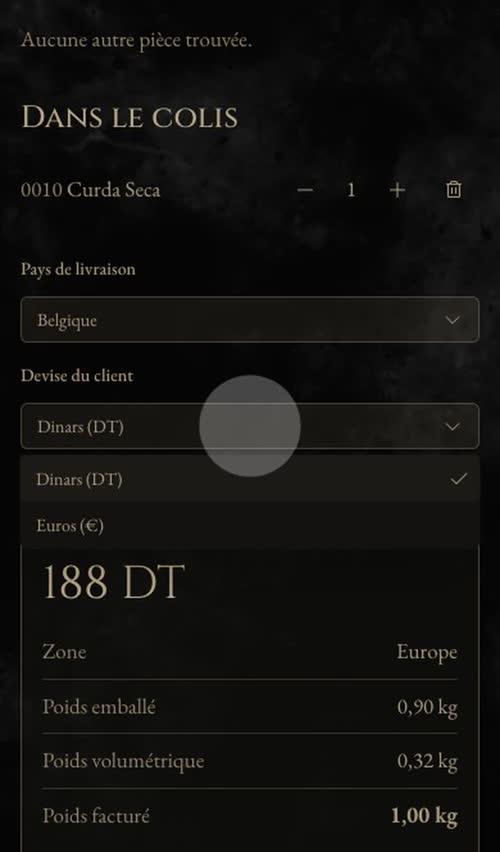 Aucune autre pièce trouvée.
Dans le colis
0010 Curda Seca
1
Pays de livraison
Belgique
Devise du client
Dinars (DT)
Dinars (DT)
Euros (€)
188 DT
Zone Europe
Poids emballé 0,90 kg
Poids volumétrique 0,32 kg
Poids facturé 1,00 kg